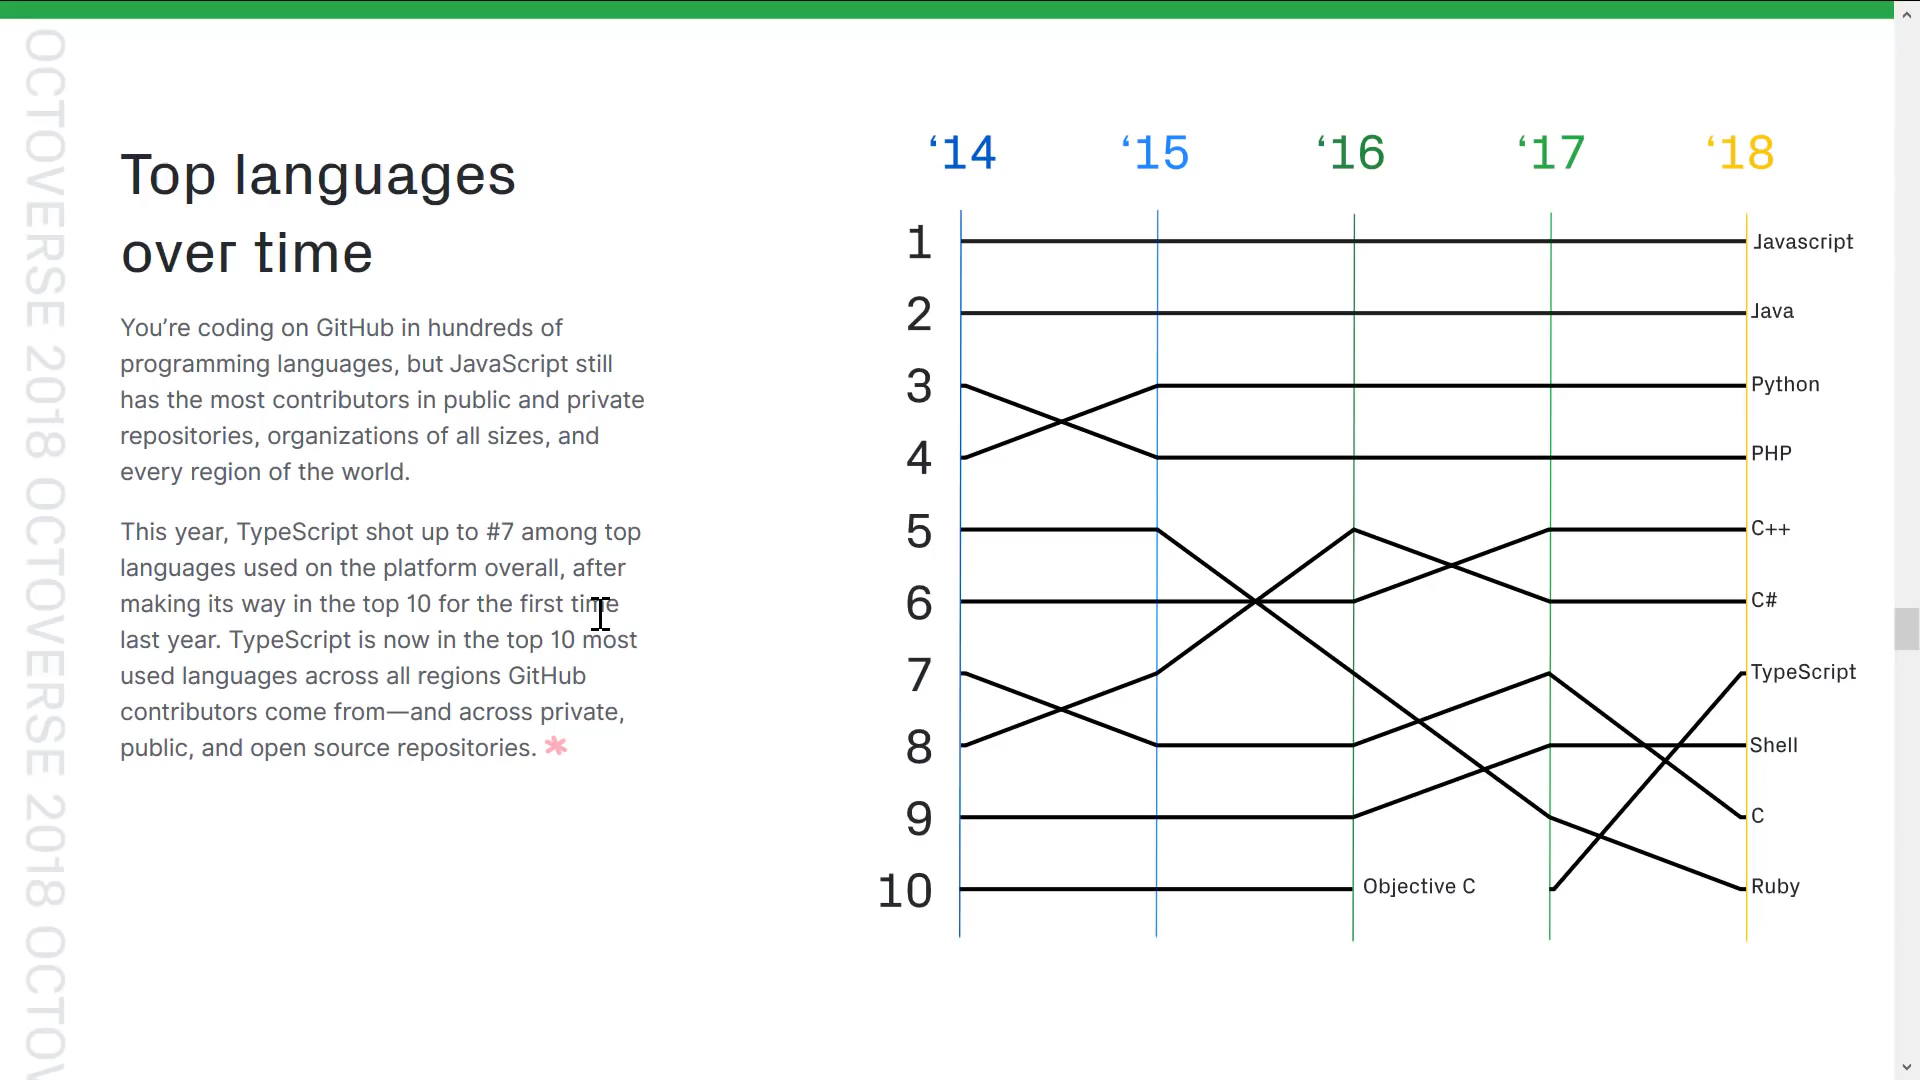 OCTOVERSE 2018 OCTOVERSE 2018 OCTOV
Top languages
over time
You’re coding on GitHub in hundreds of
programming languages, but JavaScript still
has the most contributors in public and private
repositories, organizations of all sizes, and
every region of the world.
This year, TypeScript shot up to #7 among top
languages used on the platform overall, after
making its way in the top 10 for the first time
last year. TypeScript is now in the top 10 most
used languages across all regions GitHub
contributors come from—and across private,
public, and open source repositories.
‘14 ‘15 ‘16 ‘17 ‘18
1 Javascript
2 Java
3 Python
4 PHP
5 C++
6 C#
7 TypeScript
8 Shell
9 C
10 Objective C Ruby